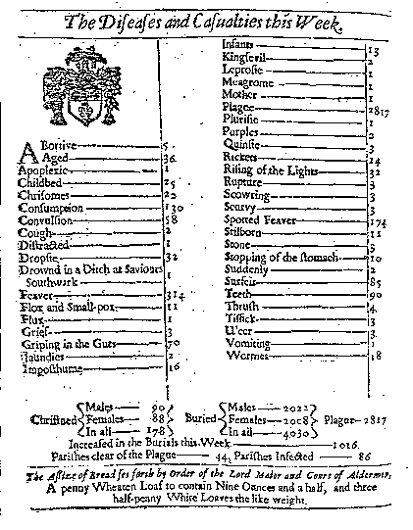 The Diseases and Casualties this Week.
ABortive — 5
Aged — 36
Apoplexie — 1
Childbed — 25
Chrisomes — 22
Consumption — 130
Convulsion — 58
Cough — 2
Distracted — 1
Dropsie — 32
Drownd in a Ditch at Saviours
Southwark — 1
Feaver — 314
Flox and Small-pox — 11
Flux — 1
Grief — 3
Griping in the Guts — 70
Jaundies — 2
Imposthume — 16
Infants — 13
Kingsevil — 2
Leprosie — 1
Meagrome — 1
Mother — 1
Plague — 2817
Plurisie — 1
Purples — 2
Quinsie — 3
Rickets — 14
Rising of the Lights — 32
Rupture — 3
Scowring — 3
Scurvy — 3
Spotted Feaver — 174
Stilborn — 11
Stone — 3
Stopping of the stomach — 10
Suddenly — 2
Surfeit — 85
Teeth — 90
Thrush — 4
Tissick — 3
Ulcer — 3
Vomiting — 1
Wormes — 18
Christned Males — 90 Females — 88 In all — 178 Buried Males — 2022 Females — 2008 In all — 4030 Plague — 2817
Increased in the Burials this Week — 1016
Parishes clear of the Plague — 44 Parishes Infected — 86
The Assize of Bread set forth by Order of the Lord Maior and Court of Aldermen,
A penny Wheaten Loaf to contain Nine Ounces and a half, and three
half-penny White Loaves the like weight.